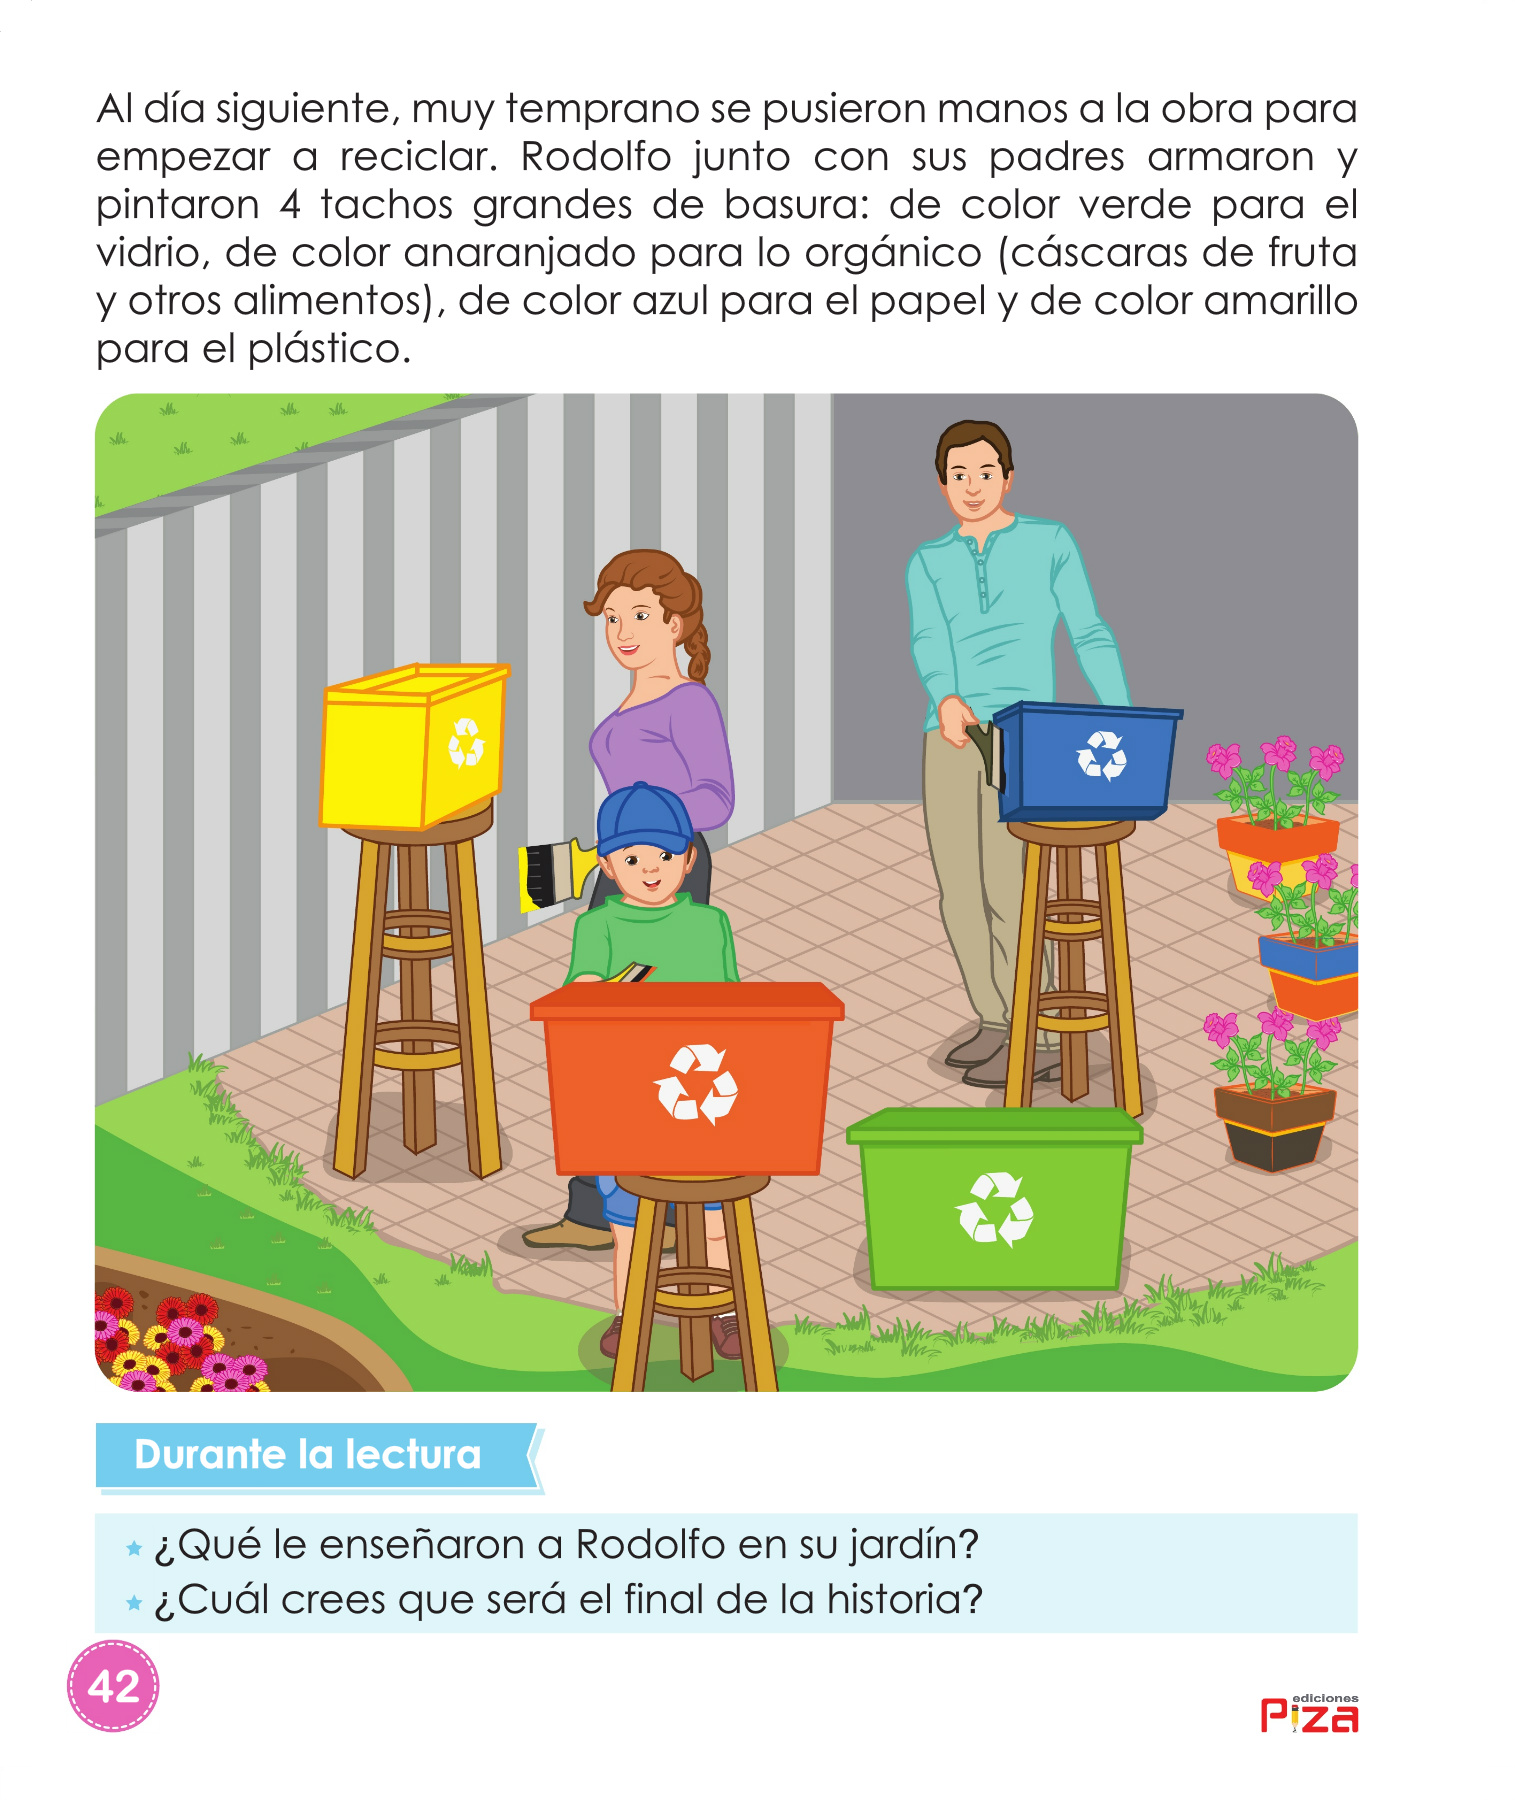 Al día siguiente, muy temprano se pusieron manos a la obra para
empezar a reciclar. Rodolfo junto con sus padres armaron y
pintaron 4 tachos grandes de basura: de color verde para el
vidrio, de color anaranjado para lo orgánico (cáscaras de fruta
y otros alimentos), de color azul para el papel y de color amarillo
para el plástico.
Durante la lectura
¿Qué le enseñaron a Rodolfo en su jardín?
¿Cuál crees que será el final de la historia?
42
ediciones
Piza